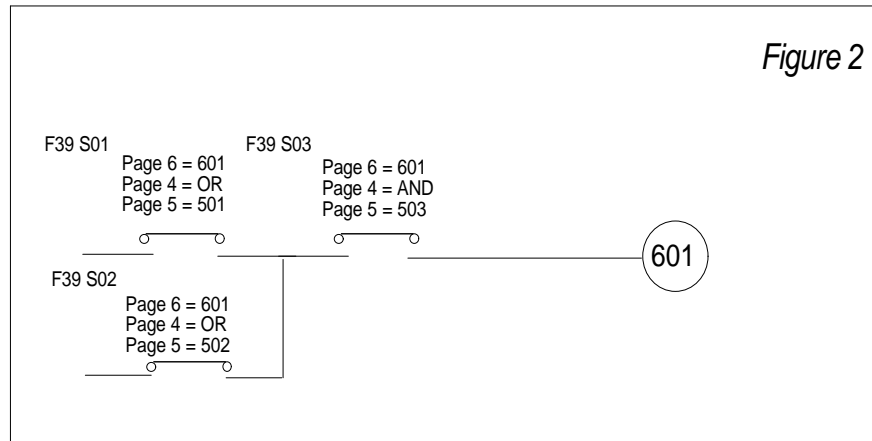 Figure 2
F39 S01
Page 6 = 601
Page 4 = OR
Page 5 = 501
F39 S03
Page 6 = 601
Page 4 = AND
Page 5 = 503
601
F39 S02
Page 6 = 601
Page 4 = OR
Page 5 = 502